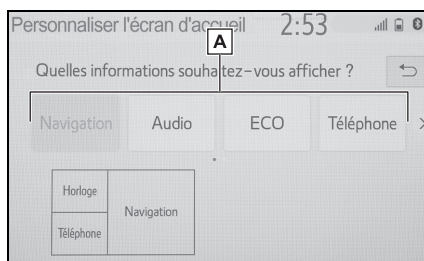 Personnaliser l'écran d'accueil 2:53
A
Quelles informations souhaitez-vous afficher ?
Navigation Audio ECO Téléphone
Horloge
Navigation
Téléphone